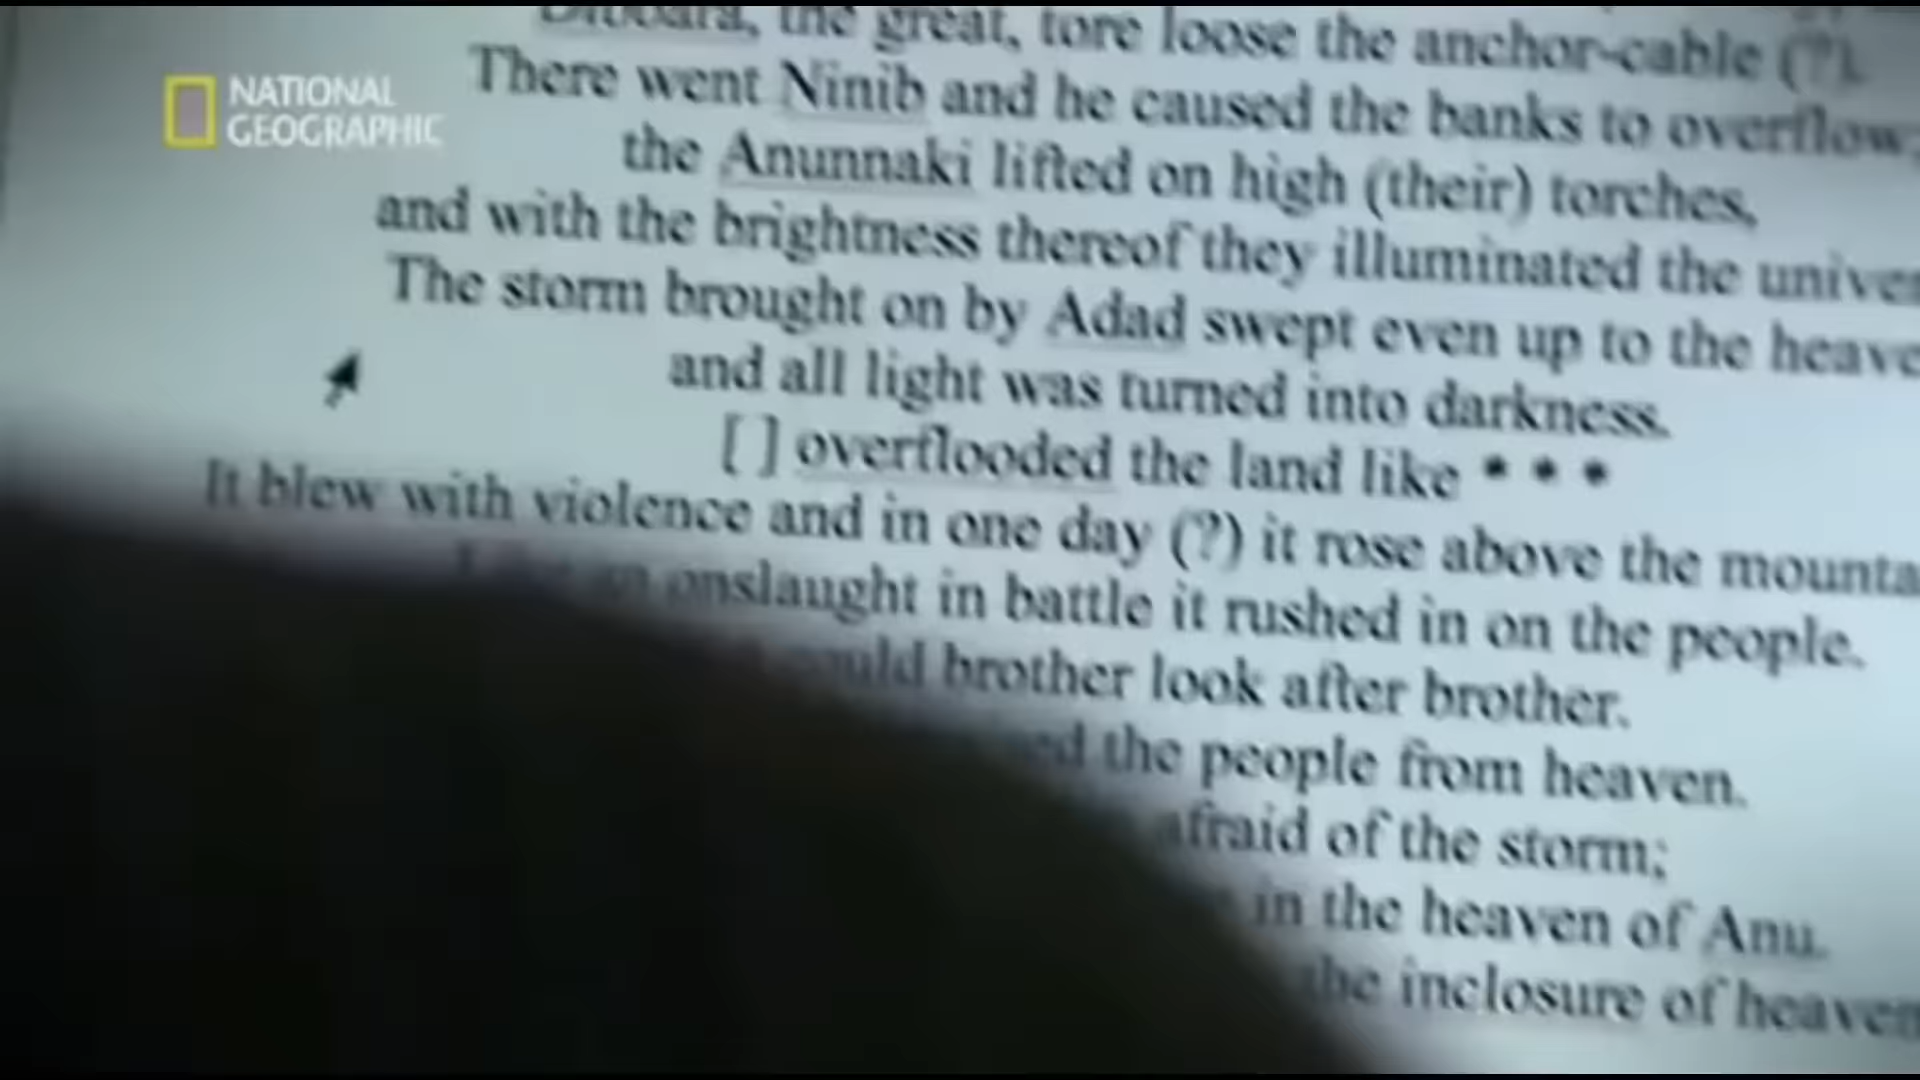 NATIONAL
GEOGRAPHIC
the great, tore loose the anchor-cable (?).
There went Ninib and he caused the banks to overflow;
the Anunnaki lifted on high (their) torches,
and with the brightness thereof they illuminated the
The storm brought on by Adad swept even up to the
and all light was turned into darkness.
[ ] overflooded the land like * * *
It blew with violence and in one day (?) it rose above the
onslaught in battle it rushed in on the people.
brother look after brother.
the people from heaven.
afraid of the storm;
in the heaven of Anu.
the inclosure of heaven